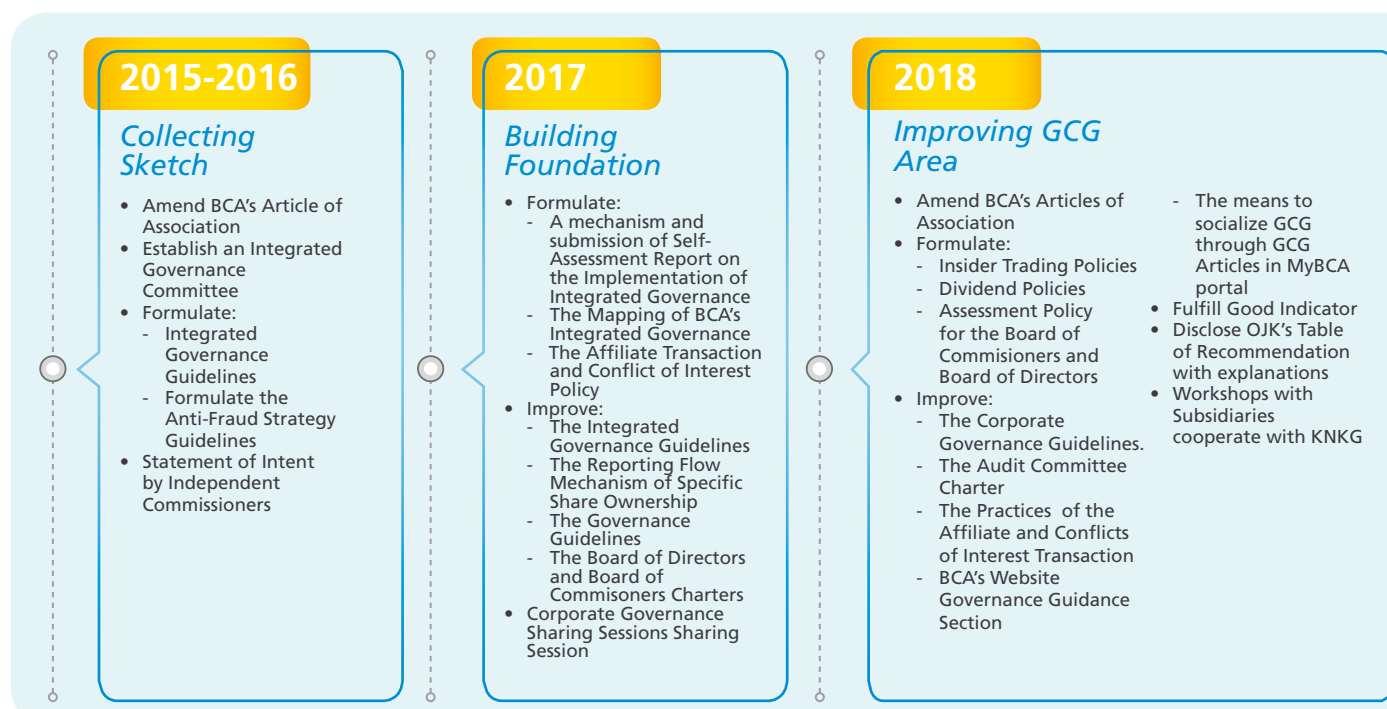 2015-2016
Collecting
Sketch
• Amend BCA's Article of
Association
• Establish an Integrated
Governance
Committee
• Formulate:
- Integrated
Governance
Guidelines
- Formulate the
Anti-Fraud Strategy
Guidelines
• Statement of Intent
by Independent
Commissioners
2017
Building
Foundation
• Formulate:
- A mechanism and
submission of Self-
Assessment Report on
the Implementation of
Integrated Governance
- The Mapping of BCA's
Integrated Governance
- The Affiliate Transaction
and Conflict of Interest
Policy
• Improve:
- The Integrated
Governance Guidelines
- The Reporting Flow
Mechanism of Specific
Share Ownership
- The Governance
Guidelines
- The Board of Directors
and Board of
Commisoners Charters
• Corporate Governance
Sharing Sessions Sharing
Session
2018
Improving GCG
Area
• Amend BCA's Articles of
Association
• Formulate:
- Insider Trading Policies
- Dividend Policies
- Assessment Policy
for the Board of
Commisioners and
Board of Directors
• Improve:
- The Corporate
Governance Guidelines.
- The Audit Committee
Charter
- The Practices of the
Affiliate and Conflicts
of Interest Transaction
- BCA's Website
Governance Guidance
Section
- The means to
socialize GCG
through GCG
Articles in MyBCA
portal
• Fulfill Good Indicator
• Disclose OJK's Table
of Recommendation
with explanations
• Workshops with
Subsidiaries
cooperate with KNKG